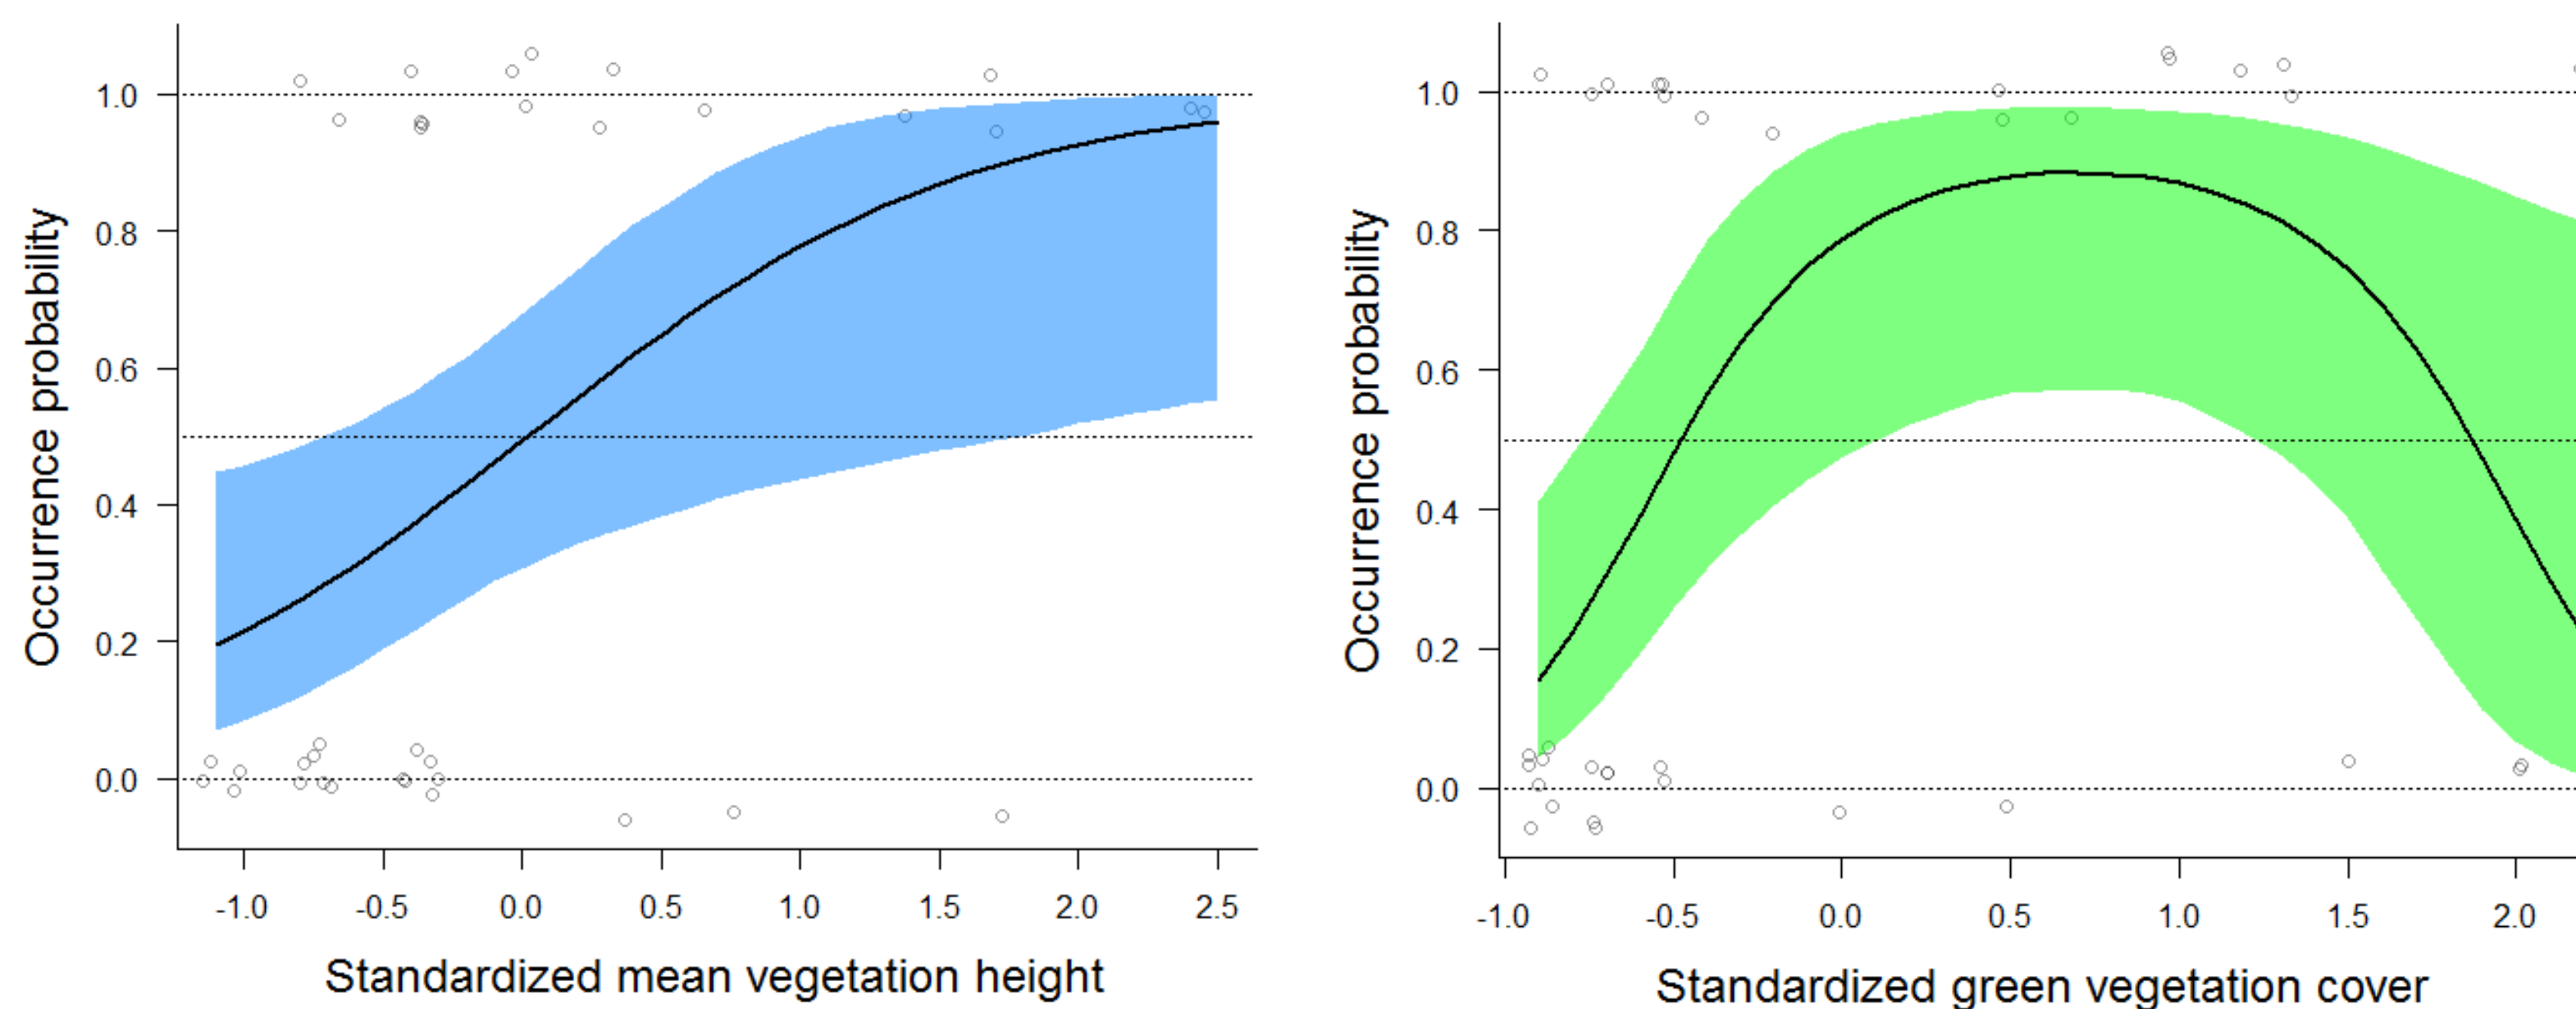 Occurrence probability
1.0
0.8
0.6
0.4
0.2
0.0
-1.0 -0.5 0.0 0.5 1.0 1.5 2.0 2.5
Standardized mean vegetation height
Occurrence probability
1.0
0.8
0.6
0.4
0.2
0.0
-1.0 -0.5 0.0 0.5 1.0 1.5 2.0
Standardized green vegetation cover